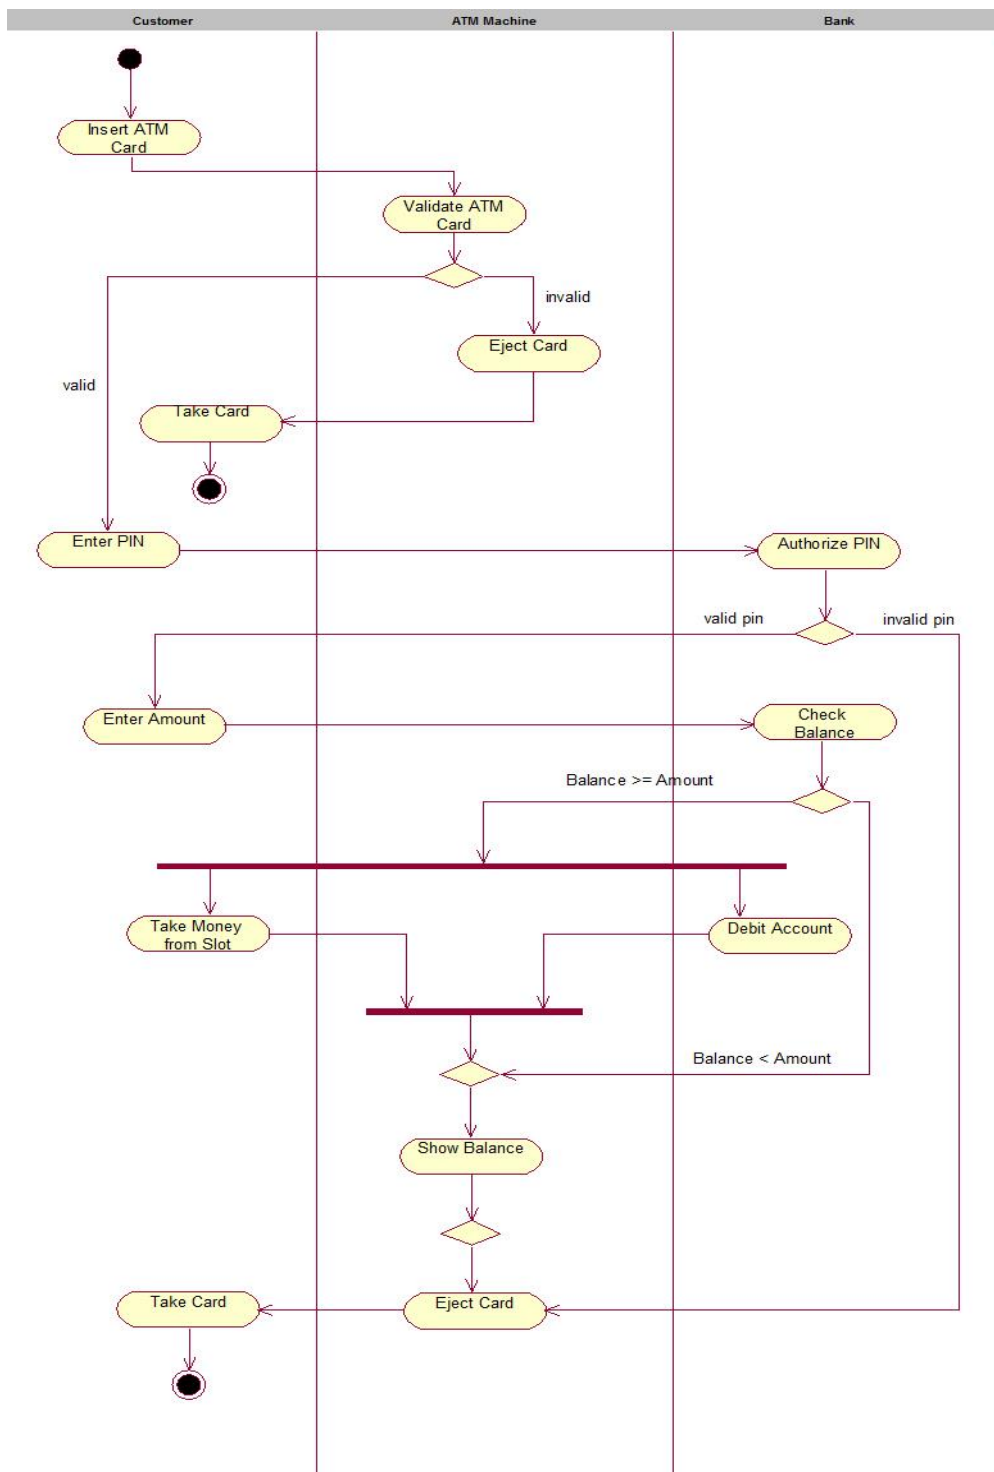 Customer
ATM Machine
Bank
Insert ATM
Card
Validate ATM
Card
invalid
Eject Card
valid
Take Card
Enter PIN
Authorize PIN
valid pin
invalid pin
Enter Amount
Check
Balance
Balance >= Amount
Take Money
from Slot
Debit Account
Balance < Amount
Show Balance
Take Card
Eject Card